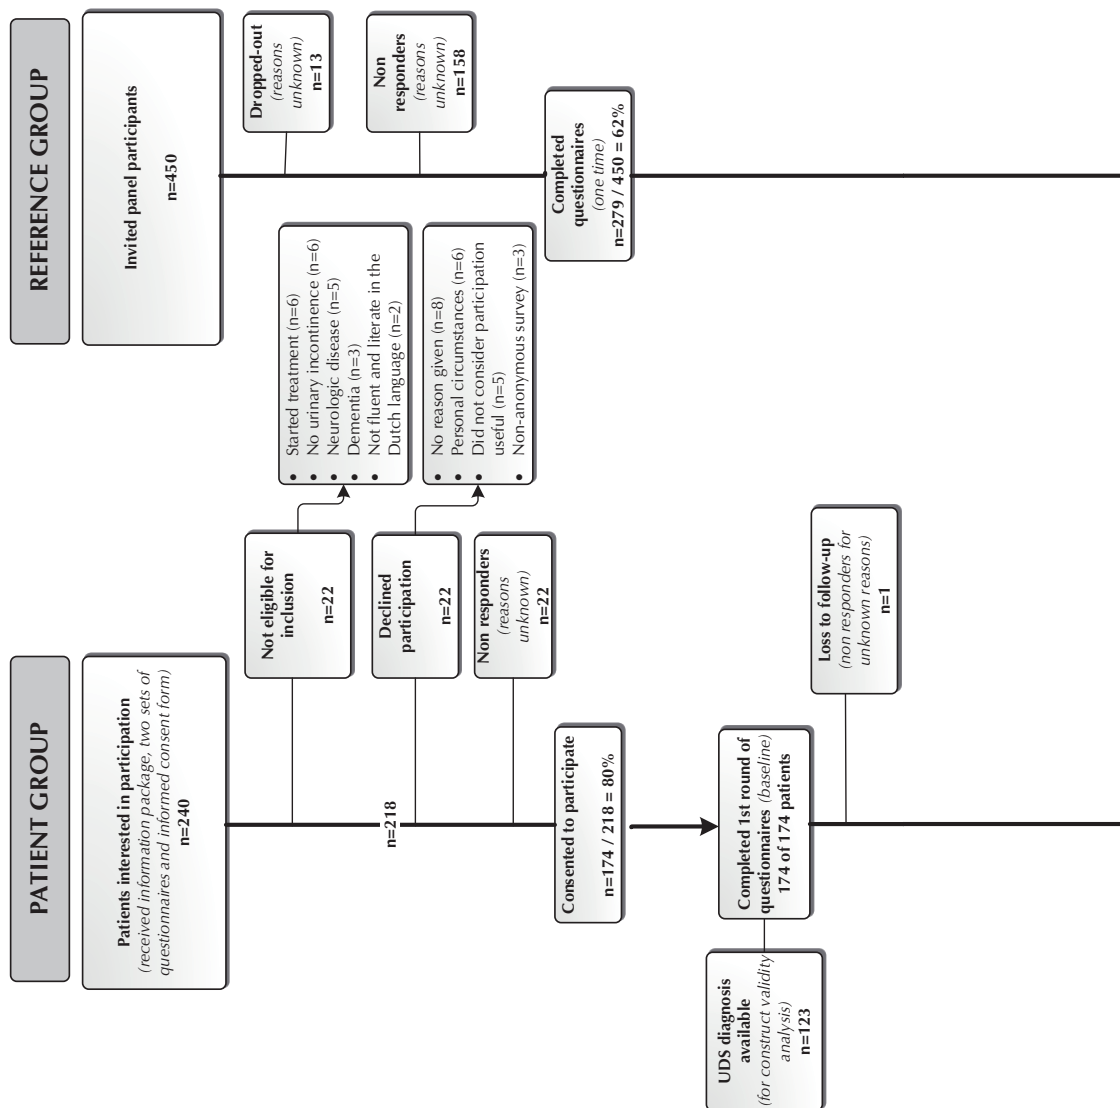 PATIENT GROUP
Patients interested in participation
(received information package, two sets of
questionnaires and informed consent form)
n=240
Not eligible for
inclusion
n=22
• Started treatment (n=6)
• No urinary incontinence (n=6)
• Neurologic disease (n=5)
• Dementia (n=3)
• Not fluent and literate in the
Dutch language (n=2)
n=218
Declined
participation
n=22
• No reason given (n=8)
• Personal circumstances (n=6)
• Did not consider participation
useful (n=5)
• Non-anonymous survey (n=3)
Non responders
(reasons
unknown)
n=22
Consented to participate
n=174 / 218 = 80%
UDS diagnosis
available
(for construct validity
analysis)
n=123
Completed 1st round of
questionnaires (baseline)
174 of 174 patients
Loss to follow-up
(non responders for
unknown reasons)
n=1
REFERENCE GROUP
Invited panel participants
n=450
Dropped-out
(reasons
unknown)
n=13
Non
responders
(reasons
unknown)
n=158
Completed
questionnaires
(one time)
n=279 / 450 = 62%